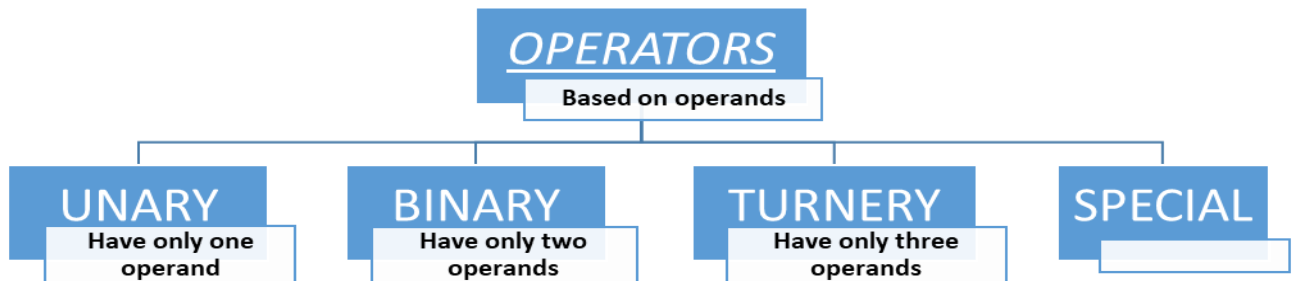 OPERATORS
Based on operands
UNARY
Have only one
operand
BINARY
Have only two
operands
TURNERY
Have only three
operands
SPECIAL